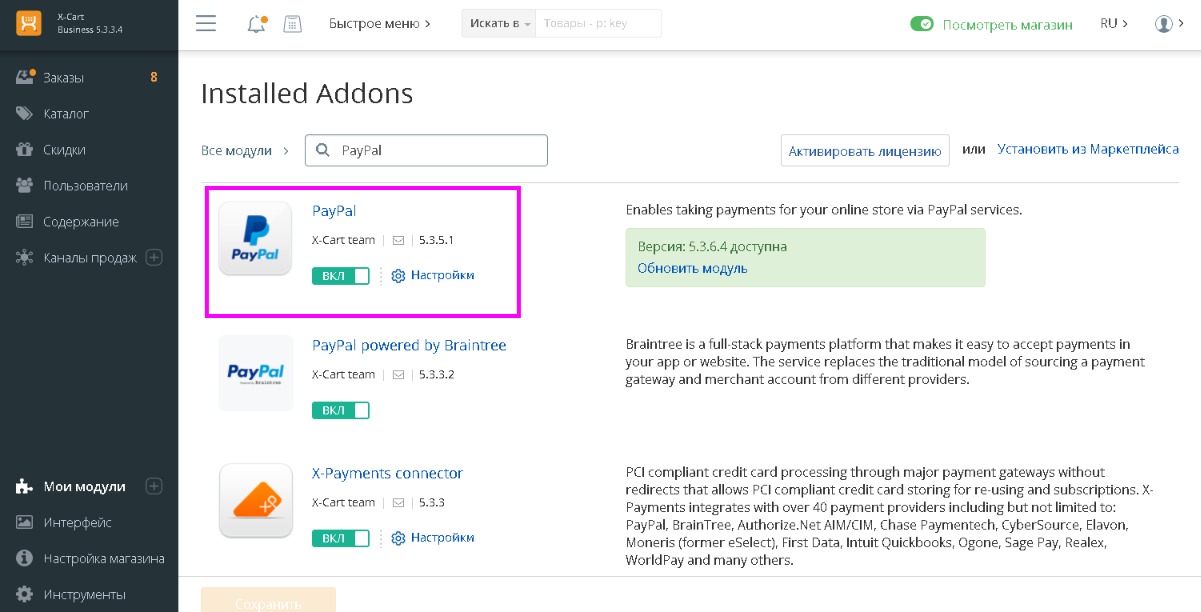 X-Cart
Business 5.3.3.4
Быстрое меню
Искать в
Товары - p: key
Посмотреть магазин
RU
Заказы
8
Каталог
Скидки
Пользователи
Содержание
Каналы продаж
Мои модули
Интерфейс
Настройка магазина
Инструменты
Installed Addons
Все модули
PayPal
Активировать лицензию
или
Установить из Маркетплейса
PayPal
PayPal
X-Cart team
5.3.5.1
ВКЛ
Настройки
Enables taking payments for your online store via PayPal services.
Версия: 5.3.6.4 доступна
Обновить модуль
PayPal
PayPal powered by Braintree
X-Cart team
5.3.3.2
ВКЛ
Braintree is a full-stack payments platform that makes it easy to accept payments in
your app or website. The service replaces the traditional model of sourcing a payment
gateway and merchant account from different providers.
X-Payments connector
X-Cart team
5.3.3
ВКЛ
Настройки
PCI compliant credit card processing through major payment gateways without
redirects that allows PCI compliant credit card storing for re-using and subscriptions. X-
Payments integrates with over 40 payment providers including but not limited to:
PayPal, BrainTree, Authorize.Net AIM/CIM, Chase Paymentech, CyberSource, Elavon,
Moneris (former eSelect), First Data, Intuit Quickbooks, Ogone, Sage Pay, Realex,
WorldPay and many others.
Сохранить